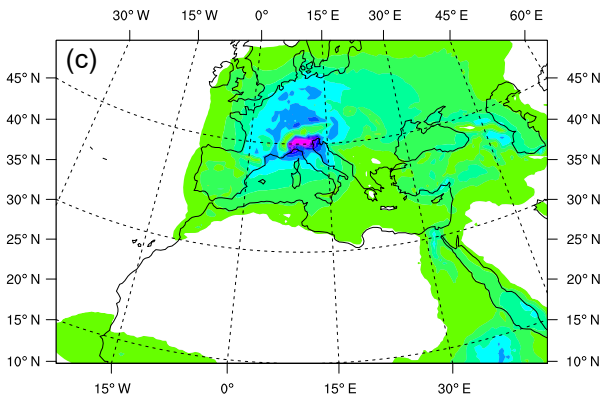 30° W 15° W 0° 15° E 30° E 45° E 60° E
(c)
45° N 45° N
40° N 40° N
35° N 35° N
30° N 30° N
25° N 25° N
20° N 20° N
15° N 15° N
10° N 10° N
15° W 0° 15° E 30° E